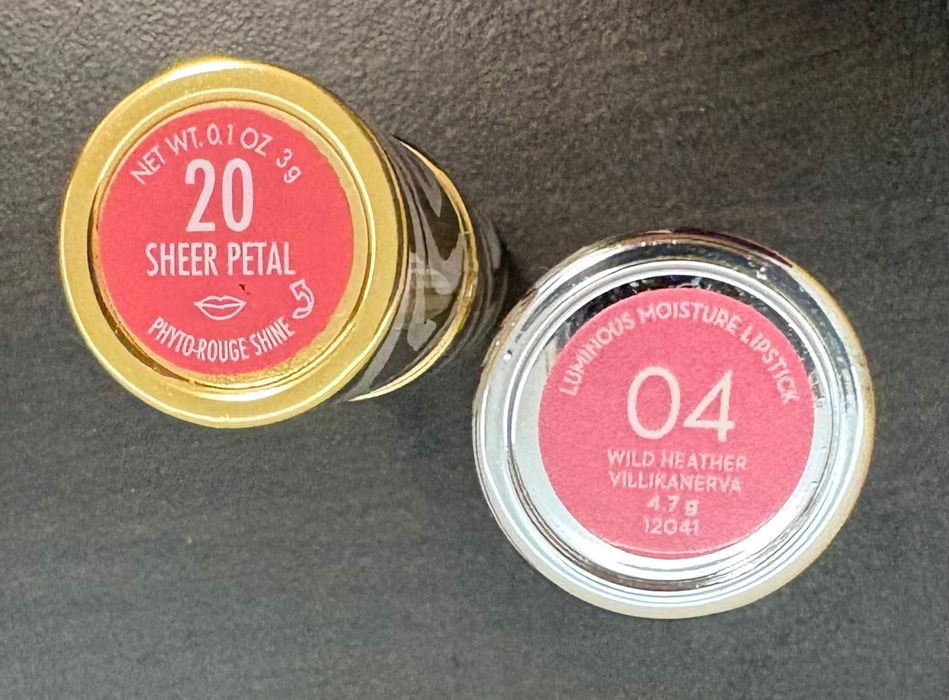 NET WT. 0.1 OZ 3 g
20
SHEER PETAL
PHYTO-ROUGE SHINE
LUMINOUS MOISTURE LIPSTICK
04
WILD HEATHER
VILLIKANERVA
4.7 g
12041